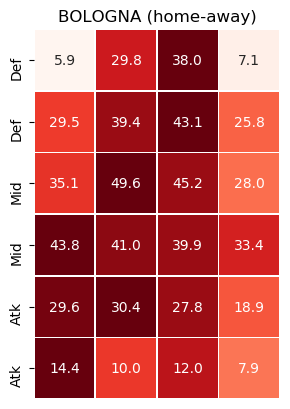 BOLOGNA (home-away)
Def 5.9 29.8 38.0 7.1
Def 29.5 39.4 43.1 25.8
Mid 35.1 49.6 45.2 28.0
Mid 43.8 41.0 39.9 33.4
Atk 29.6 30.4 27.8 18.9
Atk 14.4 10.0 12.0 7.9